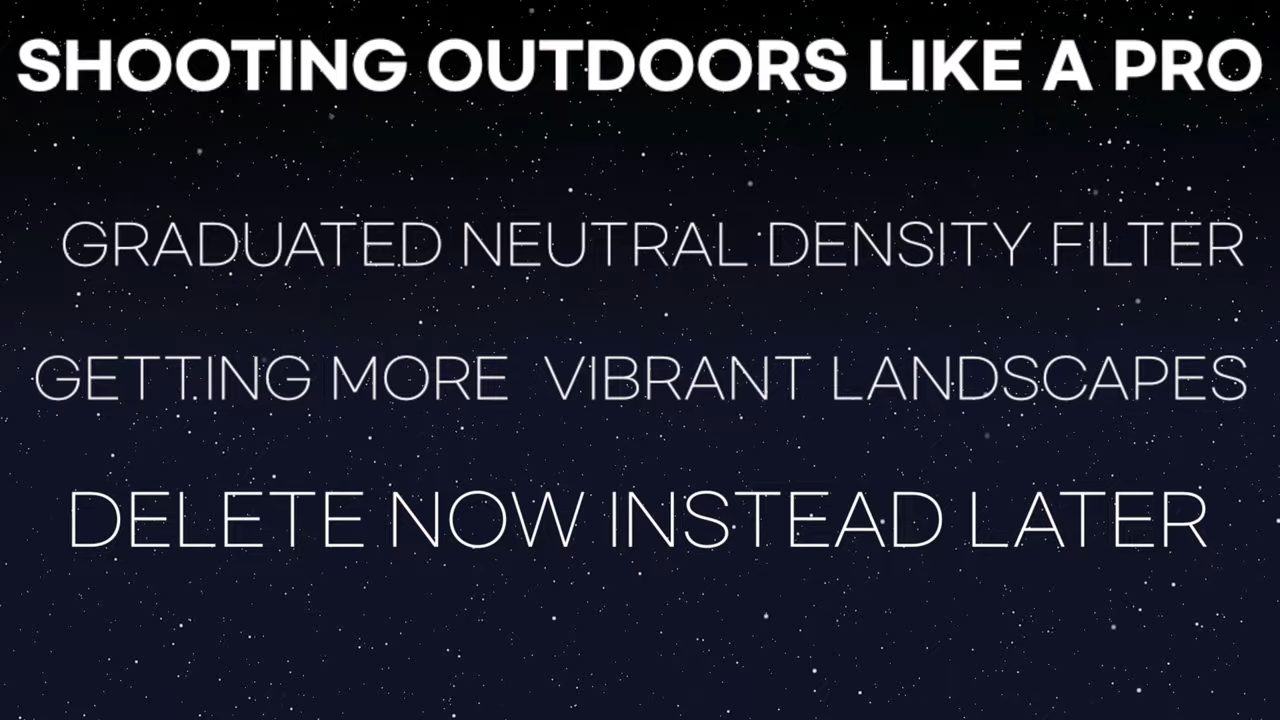 SHOOTING OUTDOORS LIKE A PRO
GRADUATED NEUTRAL DENSITY FILTER
GETTING MORE VIBRANT LANDSCAPES
DELETE NOW INSTEAD LATER